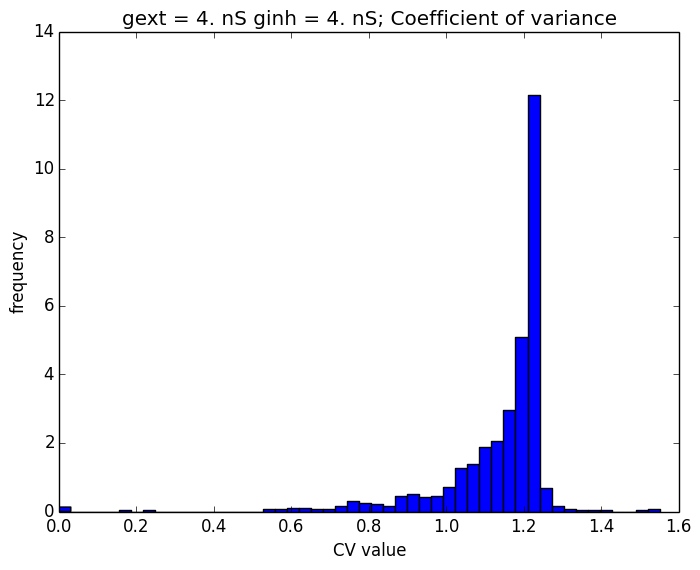 gext = 4. nS ginh = 4. nS; Coefficient of variance
14
12
10
8
6
4
2
0
frequency
0.0 0.2 0.4 0.6 0.8 1.0 1.2 1.4 1.6
CV value